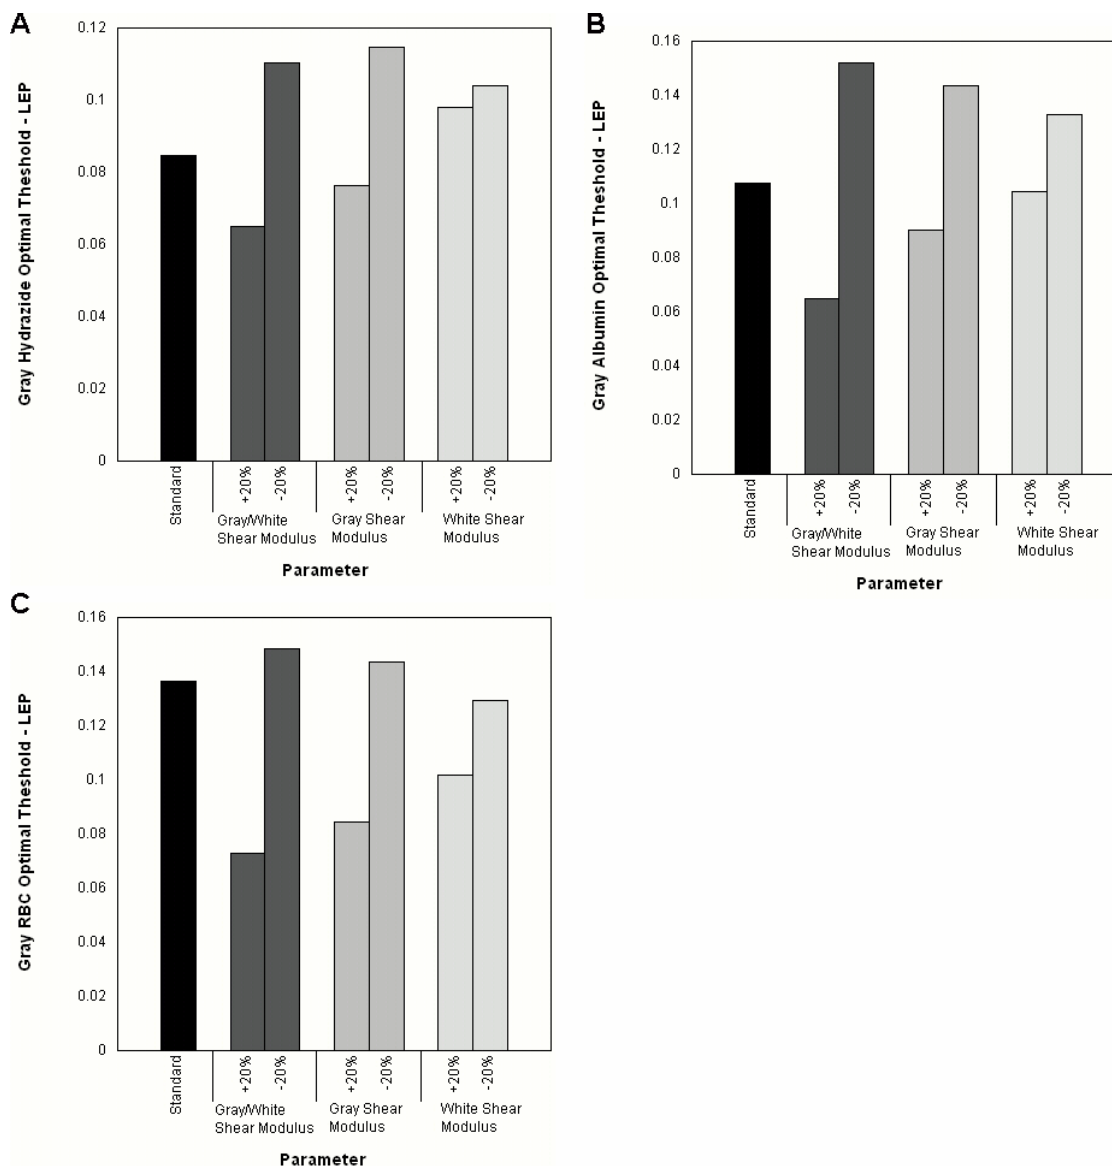 A
Gray Hydrazide Optimal Theshold - LEP
0.12
0.1
0.08
0.06
0.04
0.02
0
Standard
+20%
-20%
+20%
-20%
+20%
-20%
Gray/White
Shear Modulus
Gray Shear
Modulus
White Shear
Modulus
Parameter
B
Gray Albumin Optimal Theshold - LEP
0.16
0.14
0.12
0.1
0.08
0.06
0.04
0.02
0
Standard
+20%
-20%
+20%
-20%
+20%
-20%
Gray/White
Shear Modulus
Gray Shear
Modulus
White Shear
Modulus
Parameter
C
Gray RBC Optimal Theshold - LEP
0.16
0.14
0.12
0.1
0.08
0.06
0.04
0.02
0
Standard
+20%
-20%
+20%
-20%
+20%
-20%
Gray/White
Shear Modulus
Gray Shear
Modulus
White Shear
Modulus
Parameter